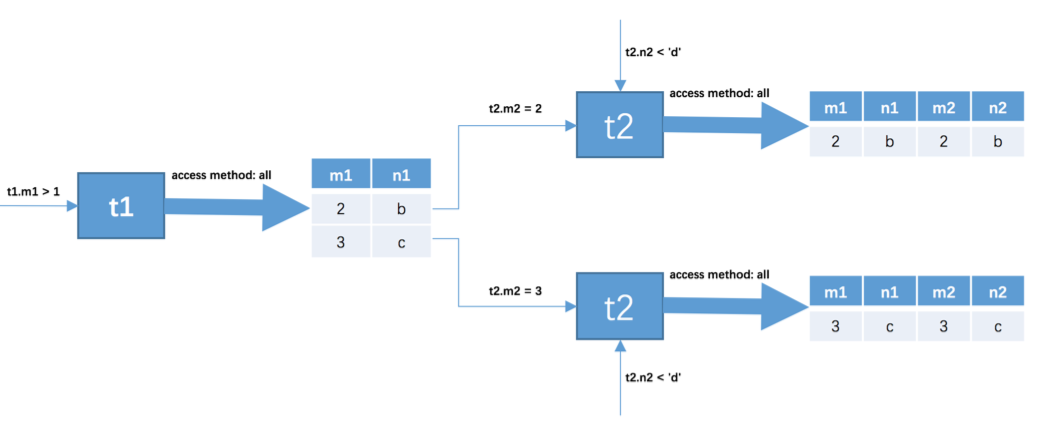 t1.m1 > 1
t1
access method: all
m1 n1
2 b
3 c
t2.m2 = 2
t2.n2 < 'd'
t2
access method: all
m1 n1 m2 n2
2 b 2 b
t2.m2 = 3
t2
access method: all
m1 n1 m2 n2
3 c 3 c
t2.n2 < 'd'